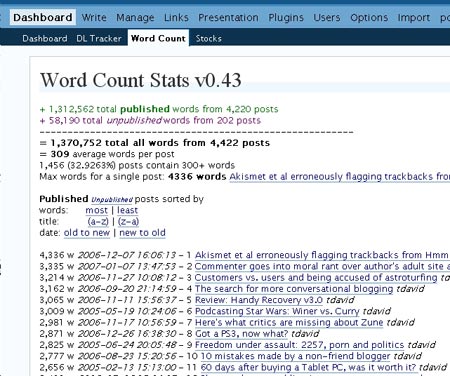 Dashboard Write Manage Links Presentation Plugins Users Options Import
Dashboard DL Tracker Word Count Stocks
Word Count Stats v0.43
+ 1,312,562 total published words from 4,220 posts
+ 58,190 total unpublished words from 202 posts
= 1,370,752 total all words from 4,422 posts
= 309 average words per post
1,456 (32.9263%) posts contain 300+ words
Max words for a single post: 4336 words Akismet et al erroneously flagging trackbacks from
Published Unpublished posts sorted by
words: most | least
title: (a-z) | (z-a)
date: old to new | new to old
4,336 w 2006-12-07 16:06:13 - 1 Akismet et al erroneously flagging trackbacks from Hmm
3,335 w 2007-01-07 13:47:53 - 2 Commenter goes into moral rant over author's adult site
3,214 w 2006-11-27 10:08:12 - 3 Customers vs. users and being accused of astroturfing
3,162 w 2006-09-20 21:14:59 - 4 The search for more conversational blogging tdavid
3,065 w 2006-11-11 15:56:37 - 5 Review: Handy Recovery v3.0 tdavid
3,009 w 2005-05-19 10:24:06 - 6 Podcasting Star Wars: Winer vs. Curry tdavid
2,981 w 2006-11-17 10:56:59 - 7 Here's what critics are missing about Zune tdavid
2,871 w 2006-12-26 16:38:30 - 8 Got a PS3, now what? tdavid
2,825 w 2005-06-24 20:05:48 - 9 Freedom under assault: 2257, porn and politics tdavid
2,777 w 2006-08-23 15:20:56 - 10 10 mistakes made by a non-friend blogger tdavid
2,656 w 2005-02-15 13:13:00 - 11 60 days after buying a Tablet PC, was it worth it? tdavid